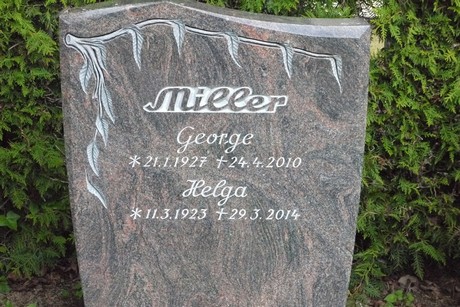 Miller
George
*21.1.1927 †24.4.2010
Helga
*11.3.1923 †29.3.2014